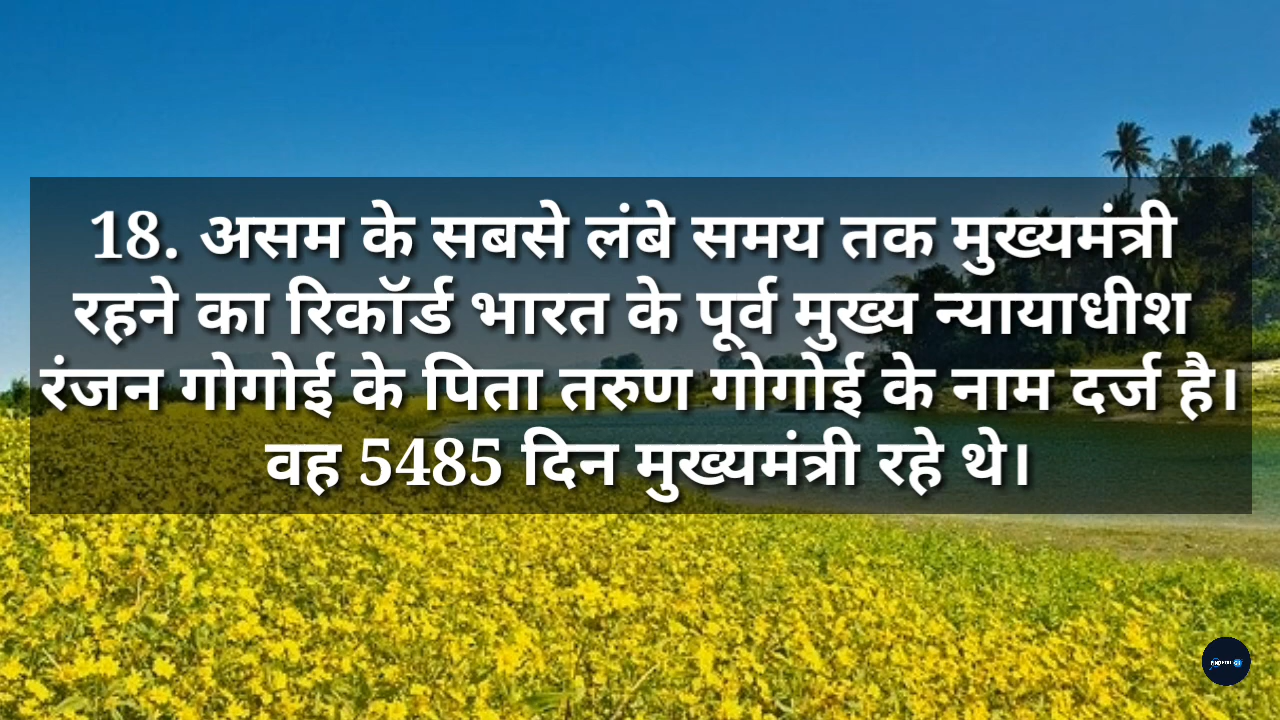 18. असम के सबसे लंबे समय तक मुख्यमंत्री
रहने का रिकॉर्ड भारत के पूर्व मुख्य न्यायाधीश
रंजन गोगोई के पिता तरुण गोगोई के नाम दर्ज है।
वह 5485 दिन मुख्यमंत्री रहे थे।